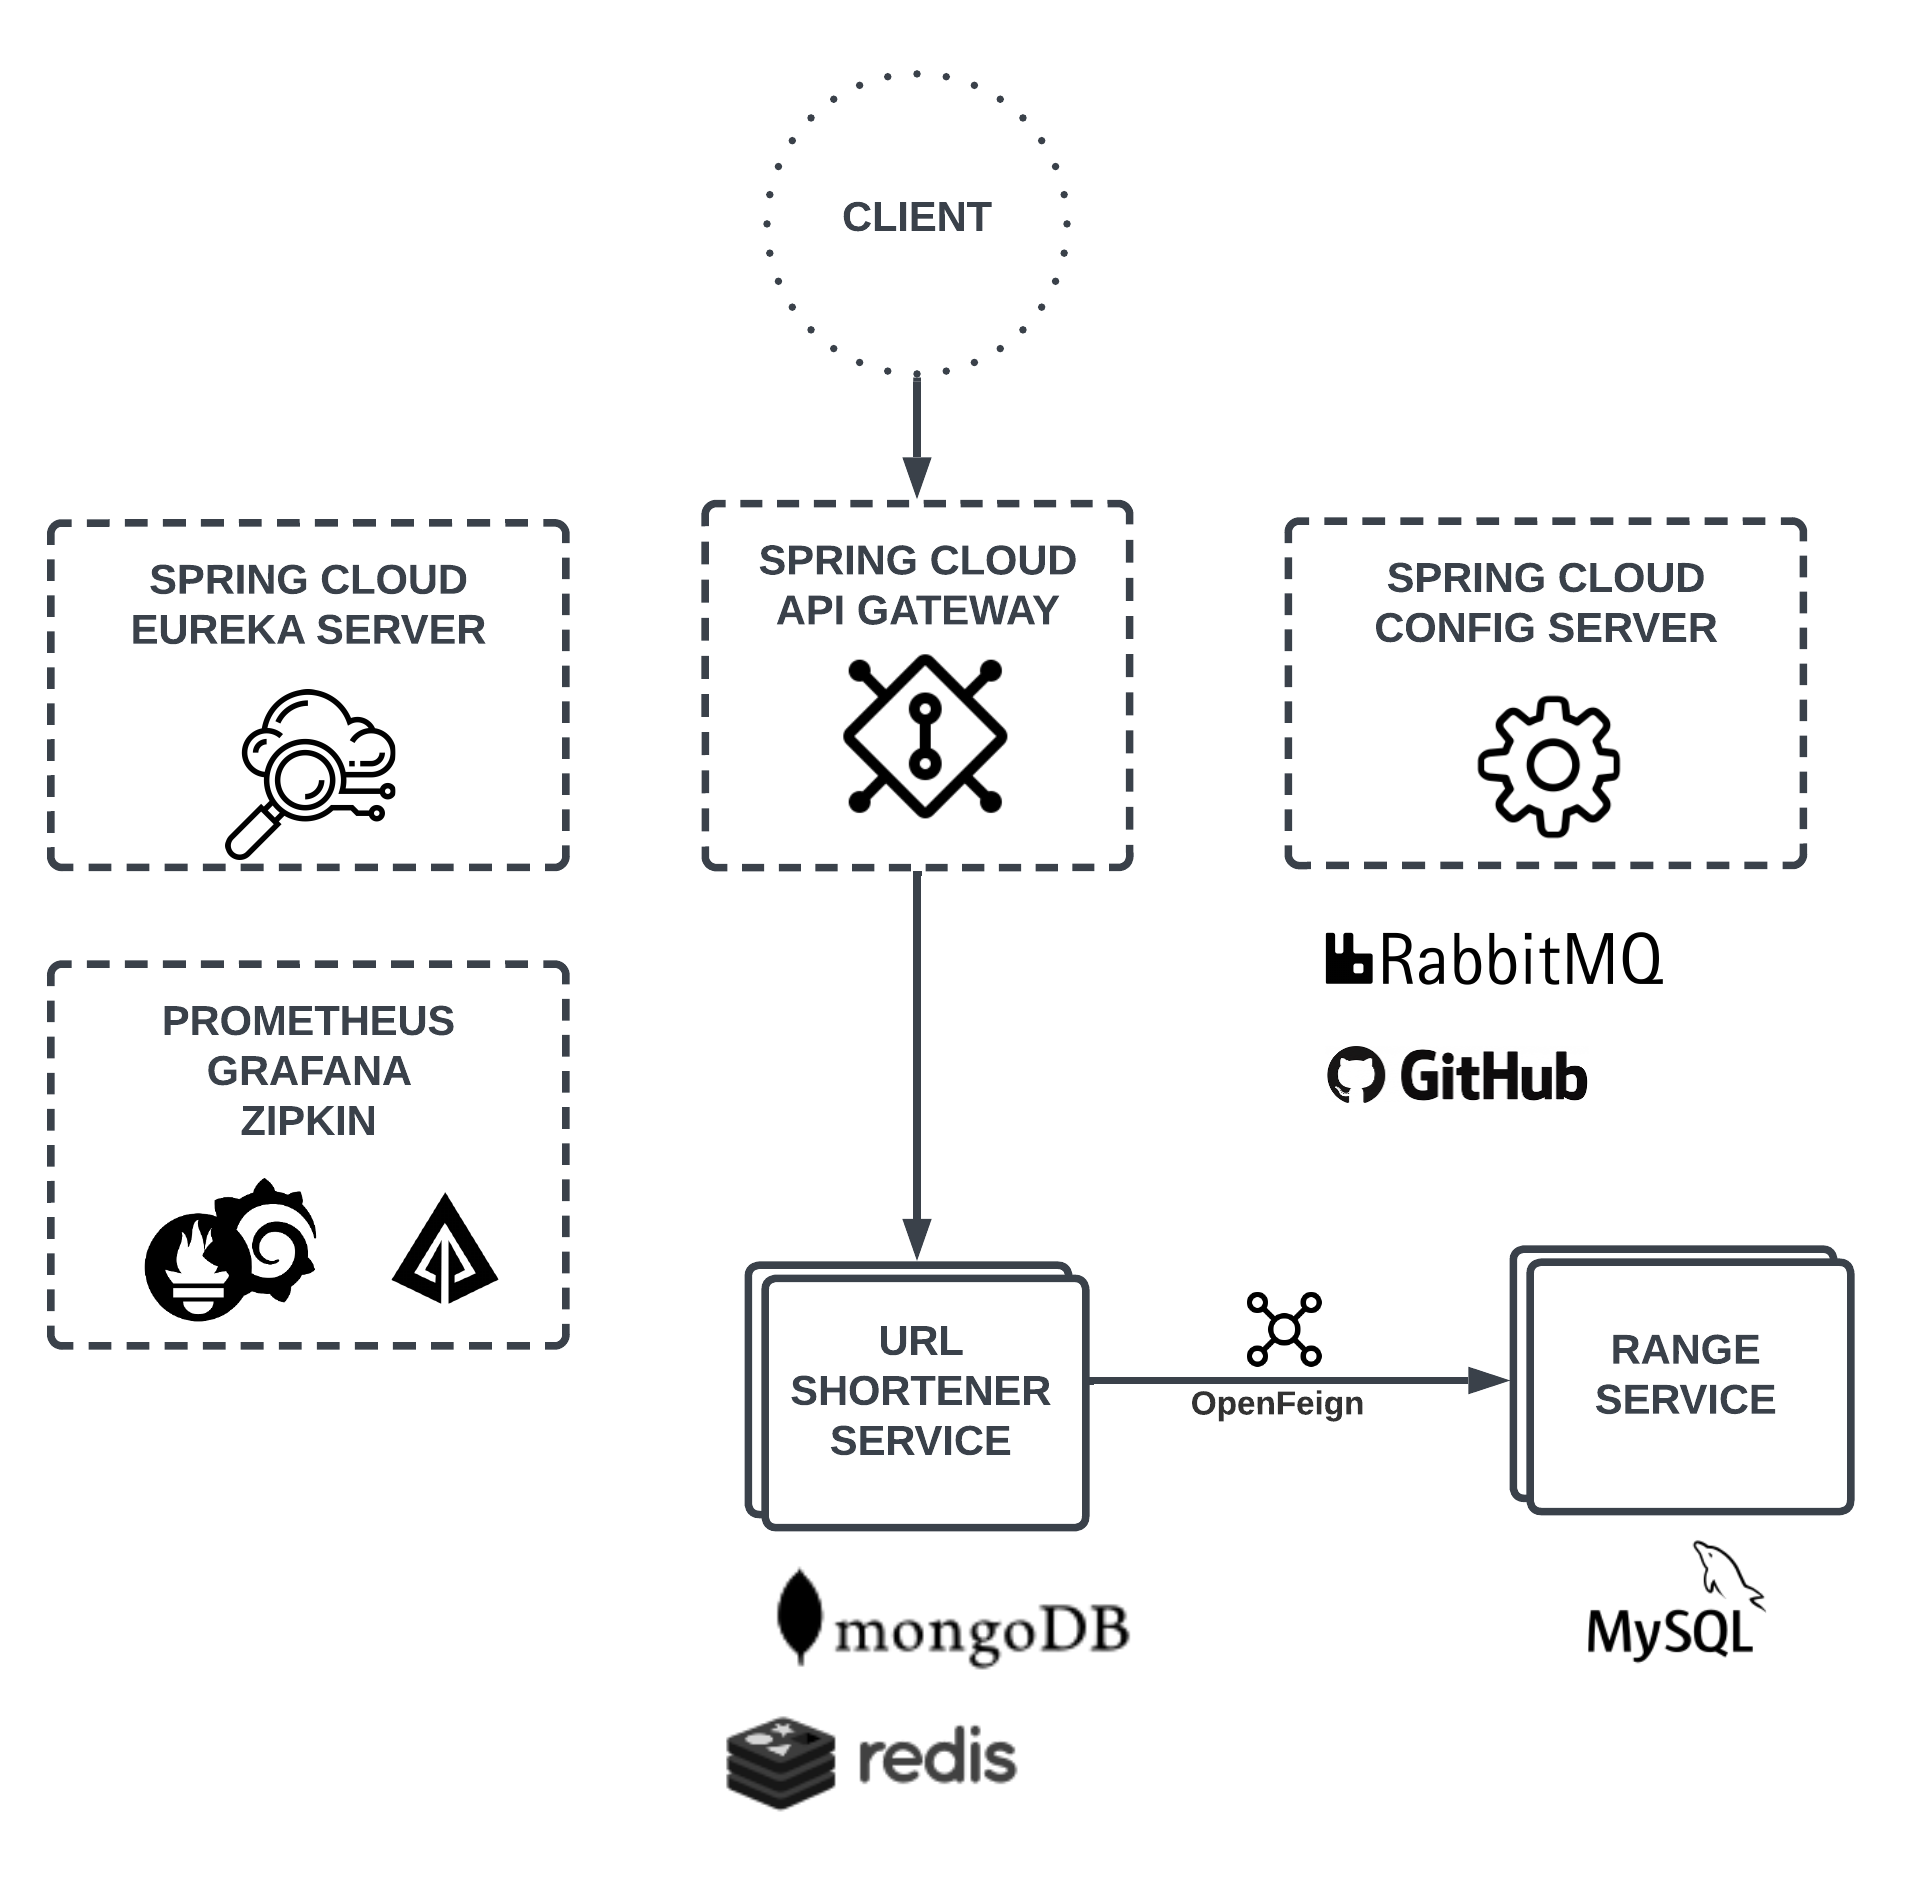 CLIENT
SPRING CLOUD
EUREKA SERVER
SPRING CLOUD
API GATEWAY
SPRING CLOUD
CONFIG SERVER
RabbitMQ
GitHub
PROMETHEUS
GRAFANA
ZIPKIN
URL
SHORTENER
SERVICE
OpenFeign
RANGE
SERVICE
mongoDB
redis
MySQL